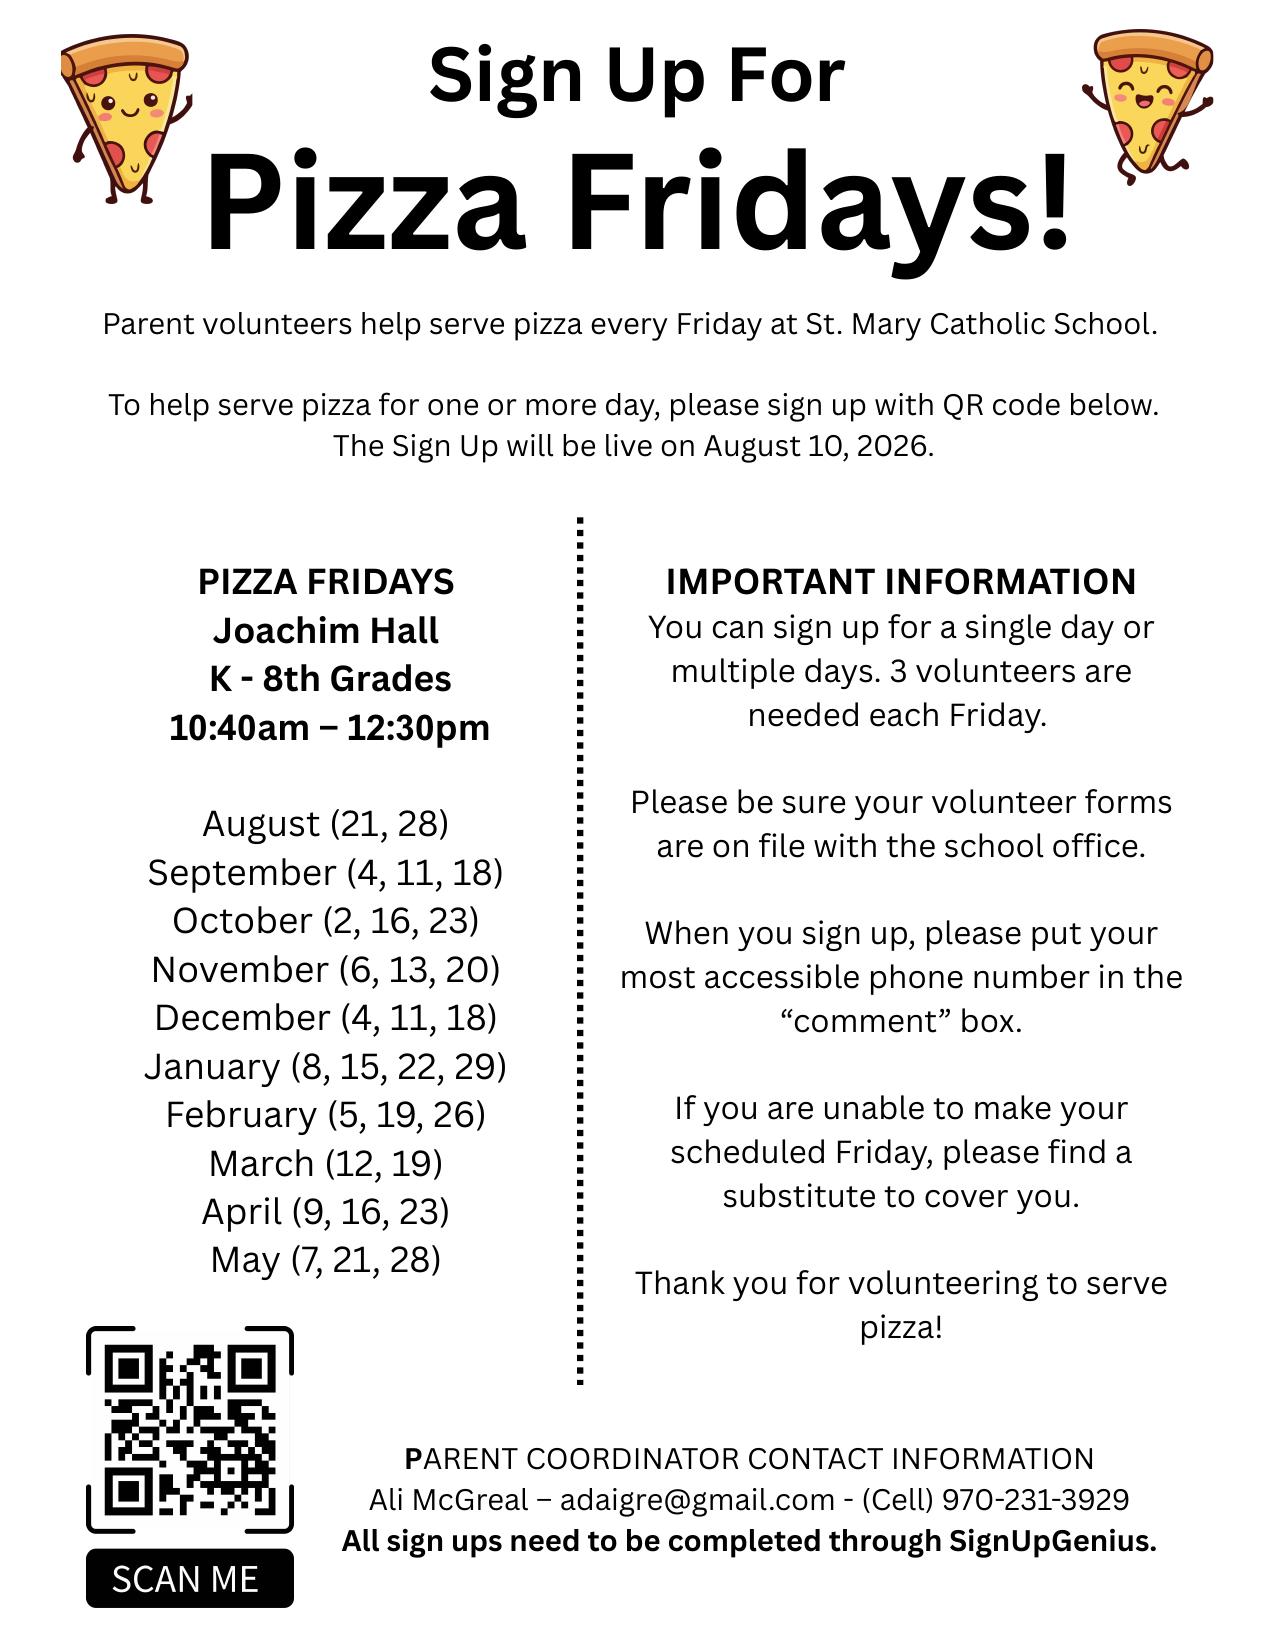 Sign Up For
Pizza Fridays!
Parent volunteers help serve pizza every Friday at St. Mary Catholic School.
To help serve pizza for one or more day, please sign up with QR code below.
The Sign Up will be live on August 10, 2026.
PIZZA FRIDAYS
Joachim Hall
K - 8th Grades
10:40am – 12:30pm
August (21, 28)
September (4, 11, 18)
October (2, 16, 23)
November (6, 13, 20)
December (4, 11, 18)
January (8, 15, 22, 29)
February (5, 19, 26)
March (12, 19)
April (9, 16, 23)
May (7, 21, 28)
IMPORTANT INFORMATION
You can sign up for a single day or
multiple days. 3 volunteers are
needed each Friday.
Please be sure your volunteer forms
are on file with the school office.
When you sign up, please put your
most accessible phone number in the
“comment” box.
If you are unable to make your
scheduled Friday, please find a
substitute to cover you.
Thank you for volunteering to serve
pizza!
SCAN ME
PARENT COORDINATOR CONTACT INFORMATION
Ali McGreal – adaigre@gmail.com - (Cell) 970-231-3929
All sign ups need to be completed through SignUpGenius.